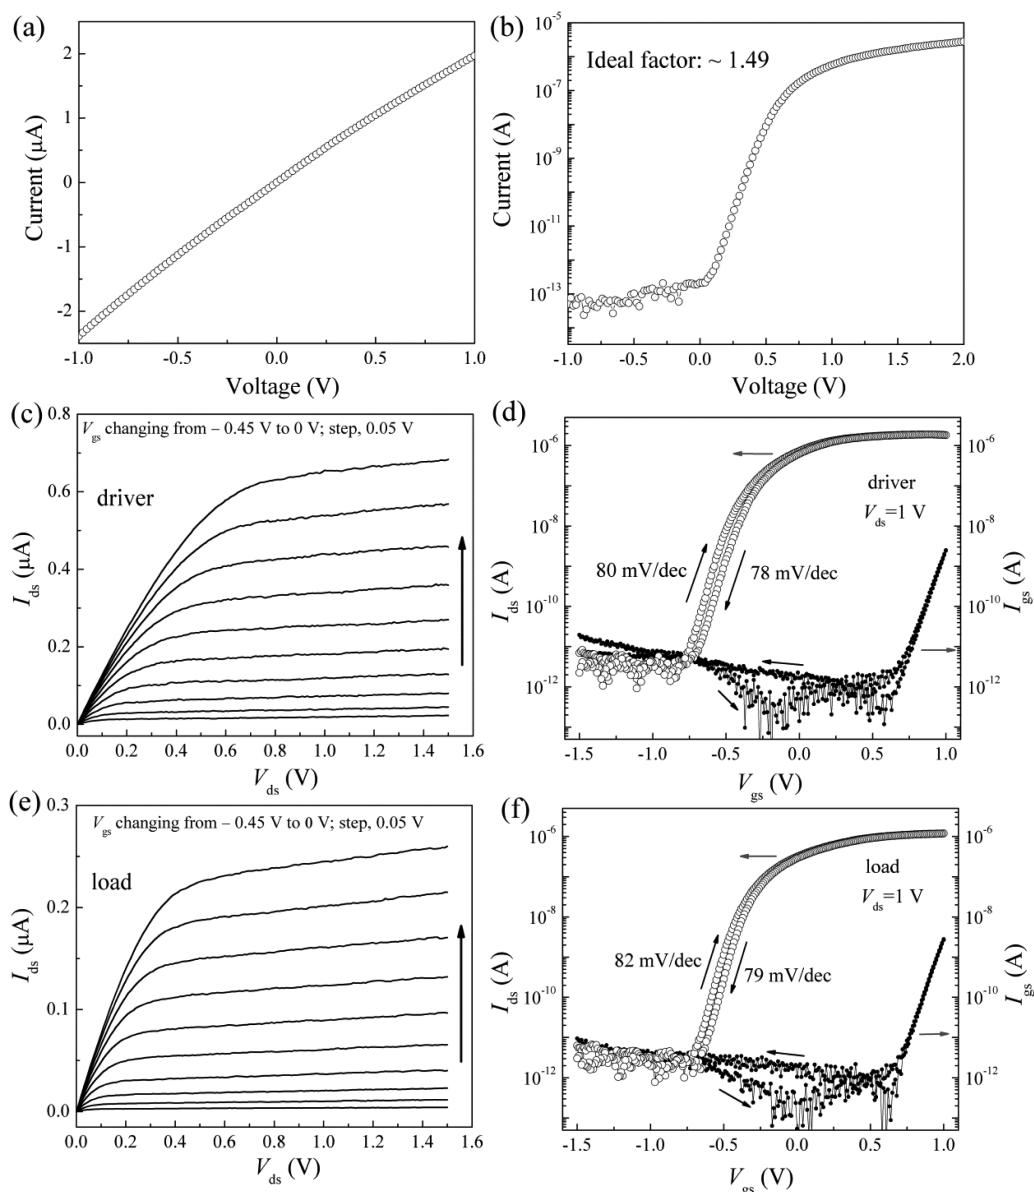 (a)
2
1
0
-1
-2
-1.0 -0.5 0.0 0.5 1.0
Current (μA)
Voltage (V)
(b)
Ideal factor: ~ 1.49
10⁻⁵
10⁻⁷
10⁻⁹
10⁻¹¹
10⁻¹³
-1.0 -0.5 0.0 0.5 1.0 1.5 2.0
Current (A)
Voltage (V)
(c)
Vgs changing from – 0.45 V to 0 V; step, 0.05 V
driver
0.8
0.6
0.4
0.2
0.0
0.0 0.2 0.4 0.6 0.8 1.0 1.2 1.4 1.6
Ids (μA)
Vds (V)
(d)
driver
Vds=1 V
80 mV/dec
78 mV/dec
10⁻⁶ 10⁻⁶
10⁻⁸ 10⁻⁸
10⁻¹⁰ 10⁻¹⁰
10⁻¹² 10⁻¹²
-1.5 -1.0 -0.5 0.0 0.5 1.0
Ids (A)
Igs (A)
Vgs (V)
(e)
Vgs changing from – 0.45 V to 0 V; step, 0.05 V
load
0.3
0.2
0.1
0.0
0.0 0.2 0.4 0.6 0.8 1.0 1.2 1.4 1.6
Ids (μA)
Vds (V)
(f)
load
Vds=1 V
82 mV/dec
79 mV/dec
10⁻⁶ 10⁻⁶
10⁻⁸ 10⁻⁸
10⁻¹⁰ 10⁻¹⁰
10⁻¹² 10⁻¹²
-1.5 -1.0 -0.5 0.0 0.5 1.0
Ids (A)
Igs (A)
Vgs (V)